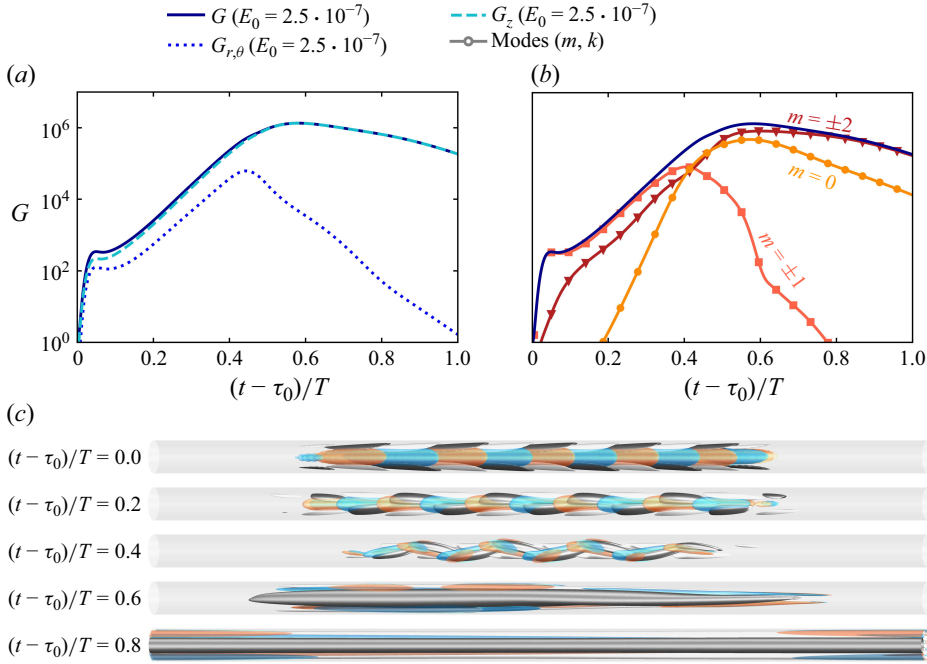 G (E₀ = 2.5 · 10⁻⁷)
G_z (E₀ = 2.5 · 10⁻⁷)
G_{r,θ} (E₀ = 2.5 · 10⁻⁷)
Modes (m, k)
(a)
(b)
10⁶
10⁴
G
10²
10⁰
0
0.2
0.4
0.6
0.8
1.0
(t − τ₀)/T
m = ±2
m = 0
m = ±1
0
0.2
0.4
0.6
0.8
1.0
(t − τ₀)/T
(c)
(t − τ₀)/T = 0.0
(t − τ₀)/T = 0.2
(t − τ₀)/T = 0.4
(t − τ₀)/T = 0.6
(t − τ₀)/T = 0.8